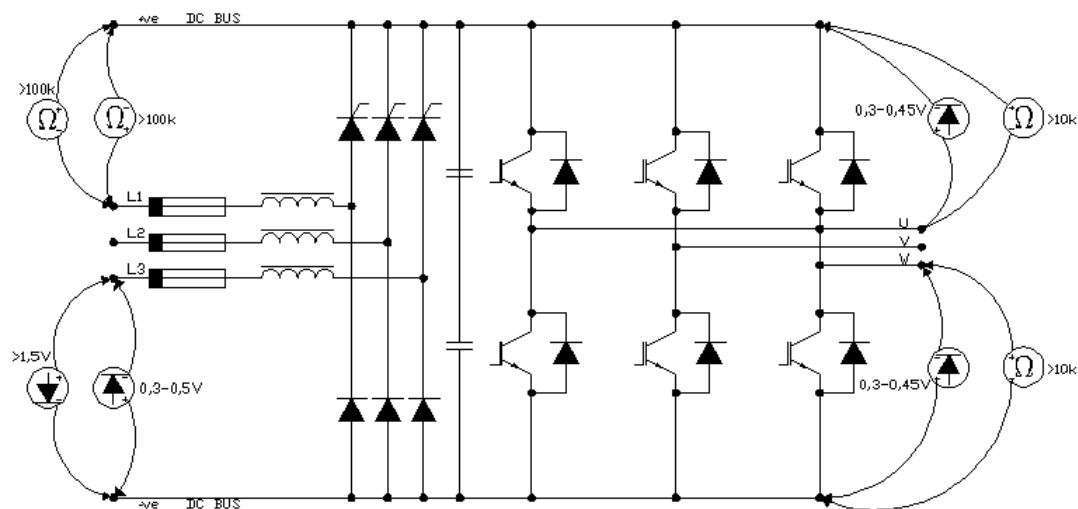 +ve DC BUS
>100k
Ω
+
-
Ω
-
+
>100k
0,3-0,45V
-
+
Ω
+
-
>10k
L1
L2
L3
U
V
W
>1,5V
+
-
-
+
0,3-0,5V
0,3-0,45V
-
+
Ω
+
-
>10k
-ve DC BUS